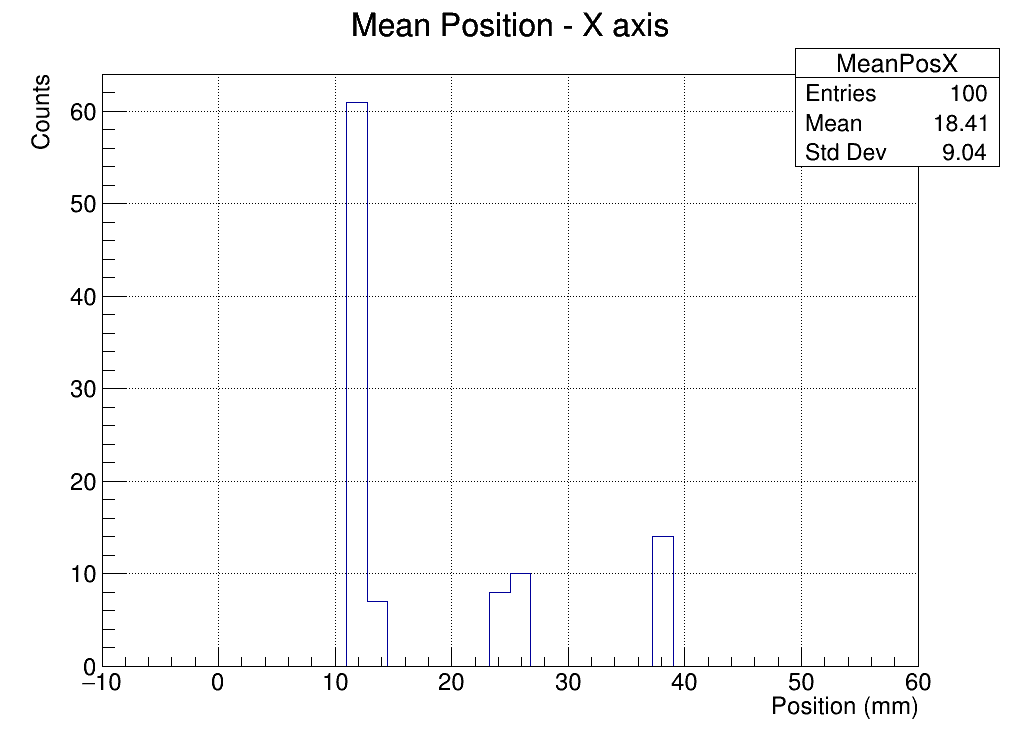 Mean Position - X axis
MeanPosX
Entries 100
Mean 18.41
Std Dev 9.04
Counts
60
50
40
30
20
10
0
−10 0 10 20 30 40 50 60
Position (mm)